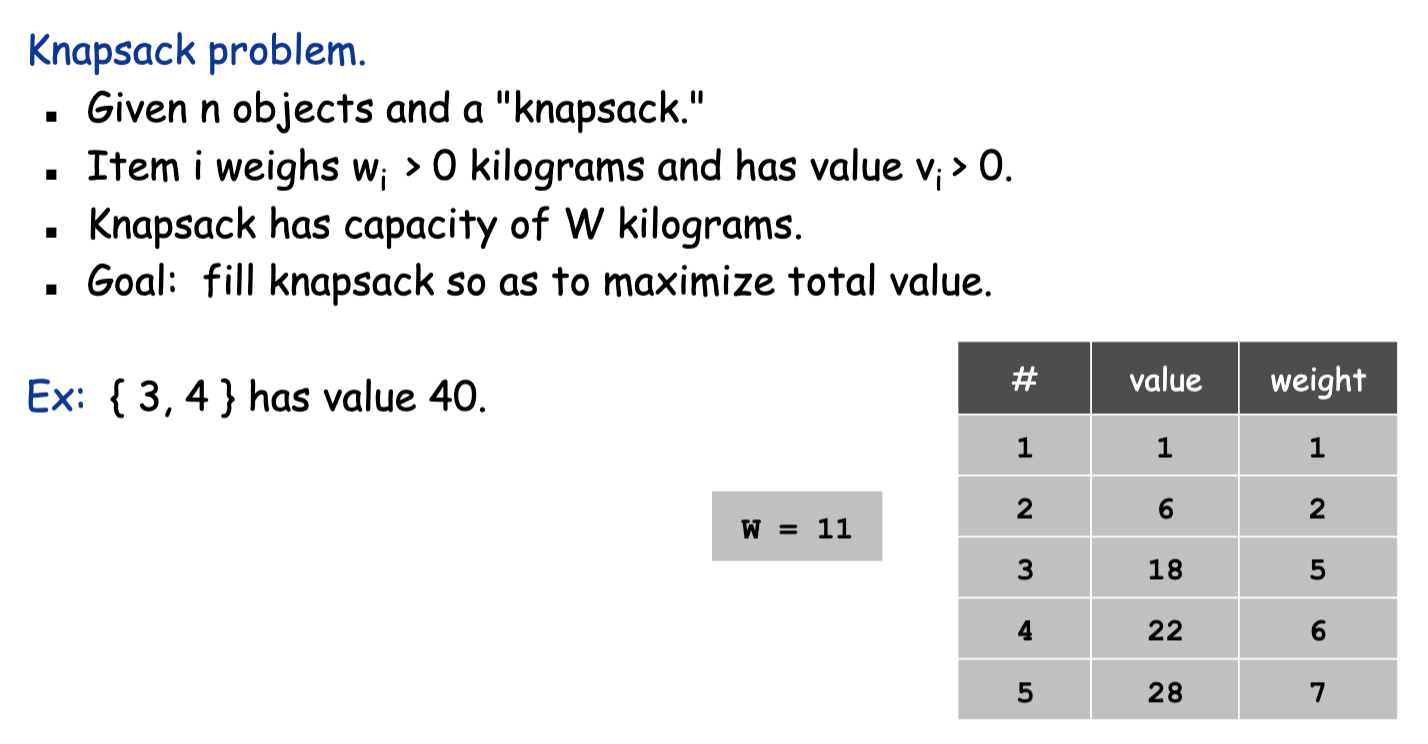 Knapsack problem.
▪ Given n objects and a "knapsack."
▪ Item i weighs wᵢ > 0 kilograms and has value vᵢ > 0.
▪ Knapsack has capacity of W kilograms.
▪ Goal: fill knapsack so as to maximize total value.
Ex: { 3, 4 } has value 40.
W = 11
# value weight
1 1 1
2 6 2
3 18 5
4 22 6
5 28 7